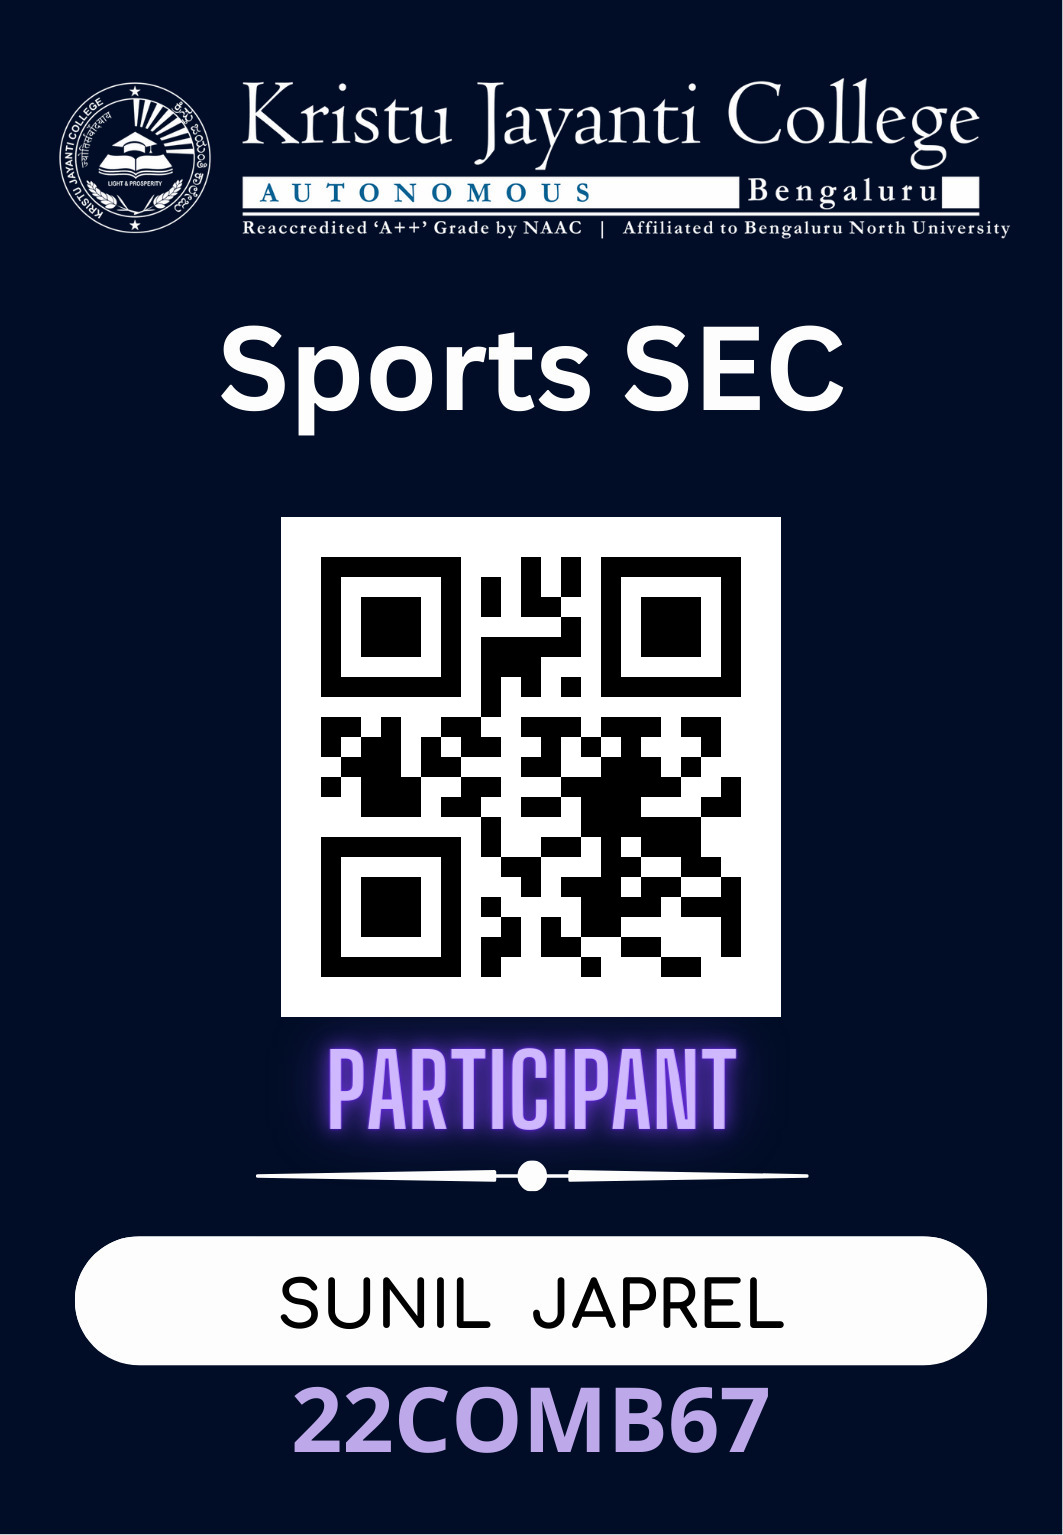 KRISTU JAYANTI COLLEGE
ಕ್ರಿಸ್ತು ಜಯಂತಿ ಕಾಲೇಜು
LIGHT & PROSPERITY
Kristu Jayanti College
AUTONOMOUS Bengaluru
Reaccredited ‘A++’ Grade by NAAC | Affiliated to Bengaluru North University
Sports SEC
PARTICIPANT
SUNIL JAPREL
22COMB67